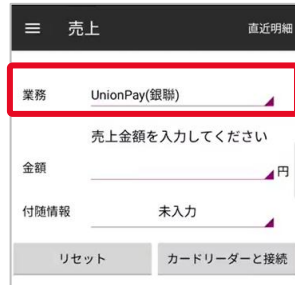 売上 直近明細
業務 UnionPay(銀聯)
売上金額を入力してください
金額 円
付随情報 未入力
リセット カードリーダーと接続